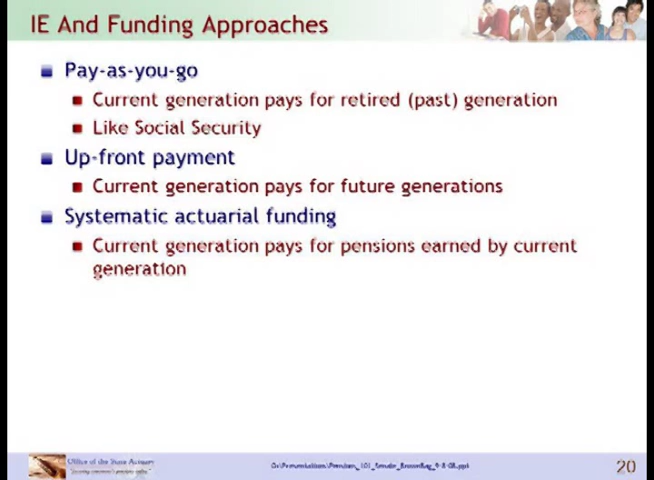 IE And Funding Approaches
Pay-as-you-go
Current generation pays for retired (past) generation
Like Social Security
Up-front payment
Current generation pays for future generations
Systematic actuarial funding
Current generation pays for pensions earned by current
generation
Office of the State Actuary
20